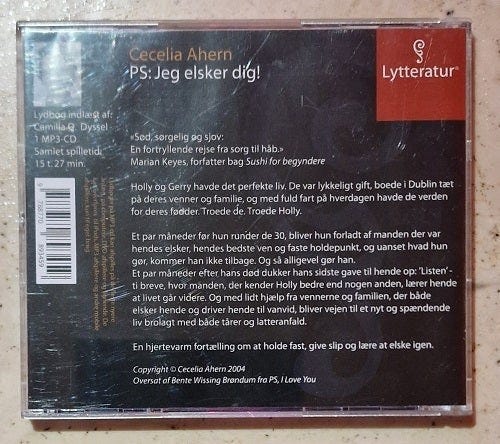 Cecelia Ahern
PS: Jeg elsker dig!
Lytteratur
Lydbog indlæst af:
Camilla Q. Dyssel
1 MP3-CD
Samlet spilletid:
15 t. 27 min.
»Sød, sørgelig og sjov:
En fortryllende rejse fra sorg til håb.«
Marian Keyes, forfatter bag Sushi for begyndere
Holly og Gerry havde det perfekte liv. De var lykkeligt gift, boede i Dublin tæt
på deres venner og familie, og med fuld fart på hverdagen havde de verden
for deres fødder. Troede de. Troede Holly.
Et par måneder før hun runder de 30, bliver hun forladt af manden der var
hendes elsker, hendes bedste ven og faste holdepunkt, og uanset hvad hun
gør, kommer han ikke tilbage. Og så alligevel gør han.
Et par måneder efter hans død dukker hans sidste gave til hende op: 'Listen' -
ti breve, hvor manden, der kender Holly bedre end nogen anden, lærer hende
at livet går videre. Og med lidt hjælp fra vennerne og familien, der både
elsker hende og driver hende til vanvid, bliver vejen til et nyt og spændende
liv brolagt med både tårer og latteranfald.
En hjertevarm fortælling om at holde fast, give slip og lære at elske igen.
Copyright © Cecelia Ahern 2004
Oversat af Bente Wissing Brøndum fra PS, I Love You